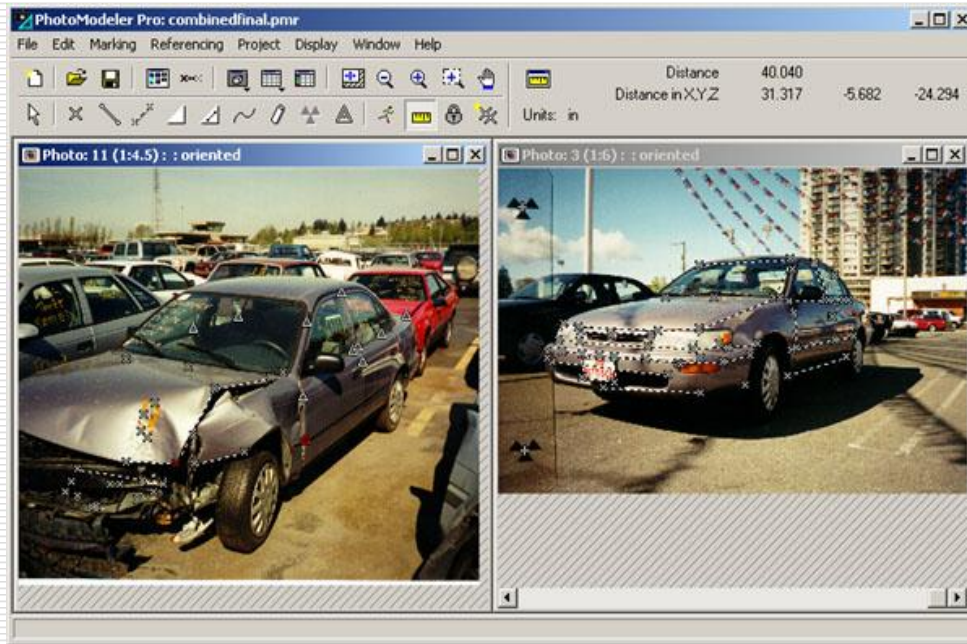 PhotoModeler Pro: combinedfinal.pmr
File Edit Marking Referencing Project Display Window Help
Distance 40.040
Distance in X,Y,Z 31.317 -5.682 -24.294
Units: in
Photo: 11 (1:4.5) : : oriented
Photo: 3 (1:6) : : oriented